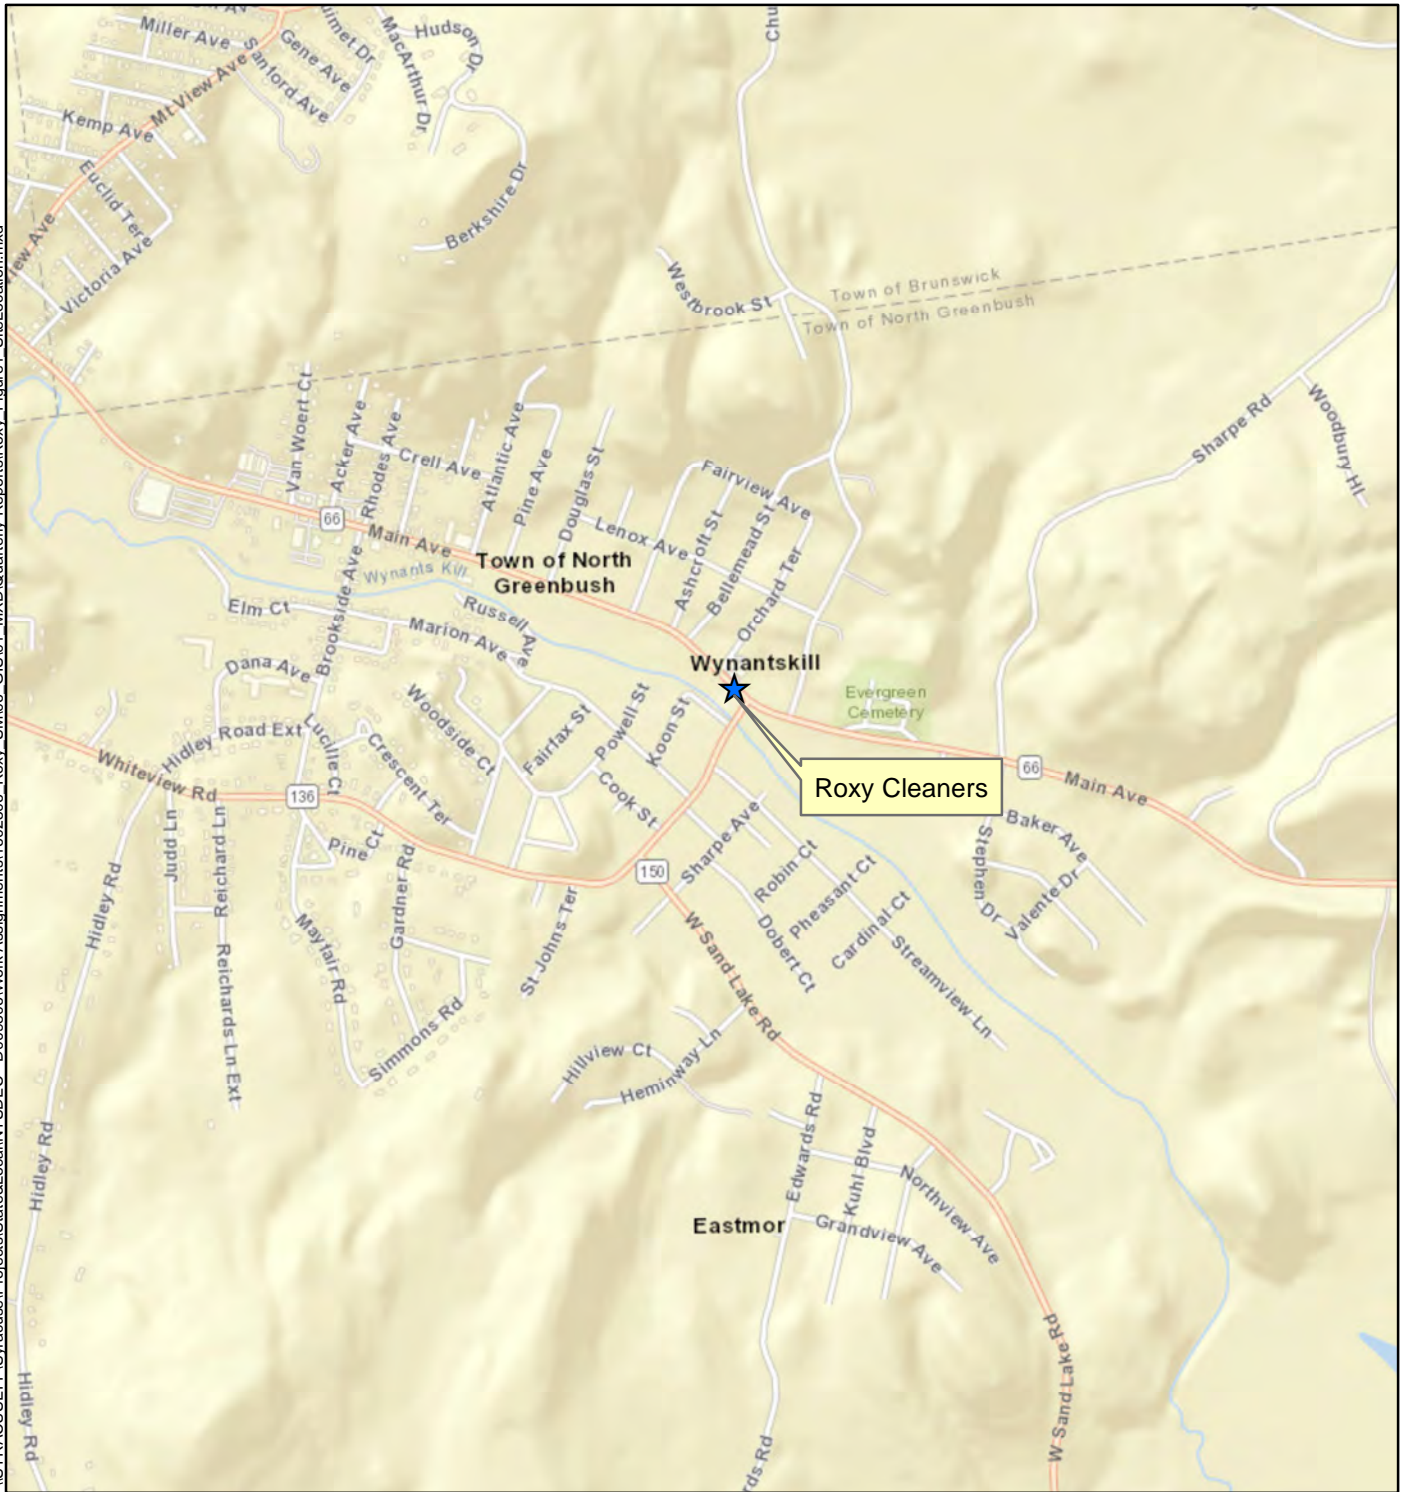 Miller Ave
Sanford Ave
Gene Ave
MacArthur Dr
Hudson Dr
Mt View Ave
Kemp Ave
Euclid Tere
Victoria Ave
Berkshire Dr
Westbrook St
Town of Brunswick
Town of North Greenbush
Sharpe Rd
Woodbury Hl
Van Woert Ct
Acker Ave
Rhodes Ave
Crell Ave
Atlantic Ave
Pine Ave
Douglas St
Lenox Ave
Fairview Ave
Ashcroft St
Bellemead St
Orchard Ter
66
Main Ave
Wynants Kill
Town of North
Greenbush
Elm Ct
Brookside Ave
Marion Ave
Russell Ave
Wynantskill
Evergreen
Cemetery
Dana Ave
Hidley Road Ext
Lucille Ct
Crescent Ter
Woodside Ct
Fairfax St
Powell St
Koon St
Cook St
Roxy Cleaners
66
Main Ave
Whiteview Rd
136
Pine Ct
Judd Ln
Reichard Ln
Gardner Rd
150
Sharpe Ave
Robin Ct
Pheasant Ct
Cardinal Ct
Dobert Ct
Streamview Ln
Baker Ave
Stephen Dr
Valente Dr
Hidley Rd
Reichards Ln Ext
Mayfair Rd
Simmons Rd
St Johns Ter
W Sand Lake Rd
Hillview Ct
Heminway Ln
Edwards Rd
Kuhl Blvd
Northview Ave
Grandview Ave
Eastmor
Hidley Rd
Hidley Rd
W Sand Lake Rd